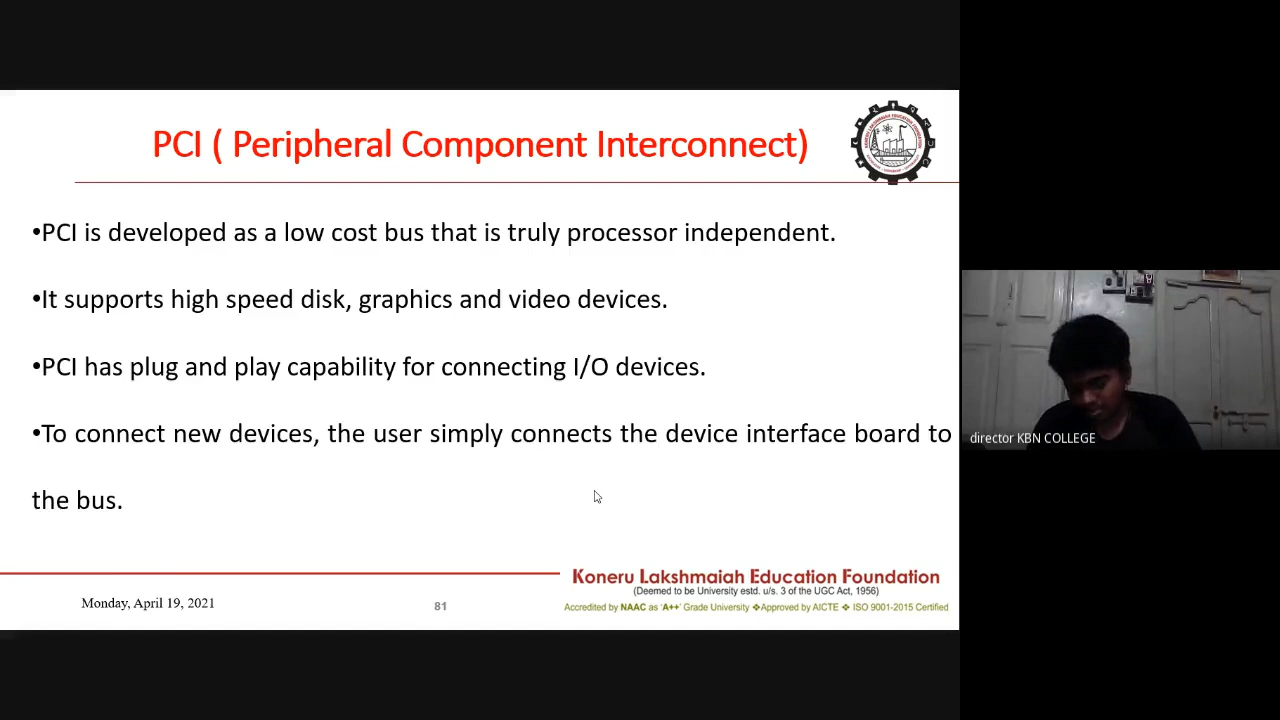 PCI ( Peripheral Component Interconnect)
•PCI is developed as a low cost bus that is truly processor independent.
•It supports high speed disk, graphics and video devices.
•PCI has plug and play capability for connecting I/O devices.
•To connect new devices, the user simply connects the device interface board to
the bus.
director KBN COLLEGE
Koneru Lakshmaiah Education Foundation
(Deemed to be University estd. u/s. 3 of the UGC Act, 1956)
Accredited by NAAC as 'A++' Grade University ❖Approved by AICTE ❖ ISO 9001-2015 Certified
Monday, April 19, 2021
81